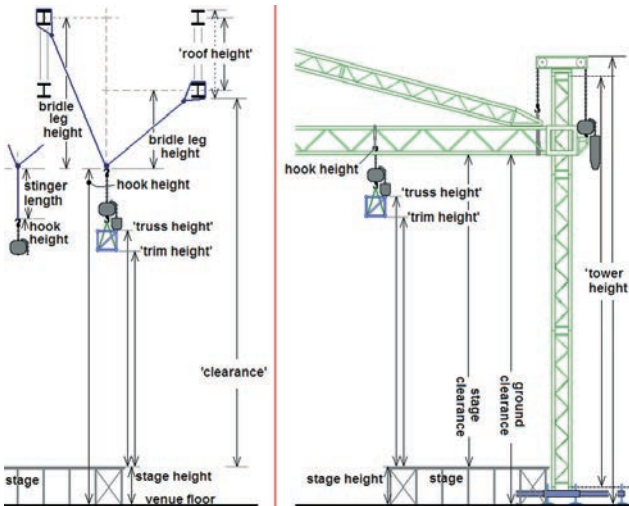 'roof height'
bridle
leg
height
bridle leg
height
hook height
stinger
length
hook
height
'truss height'
'trim height'
'clearance'
stage
stage height
venue floor
hook height
'truss height'
'trim height'
'tower
height
stage
clearance
ground
clearance
stage height
stage